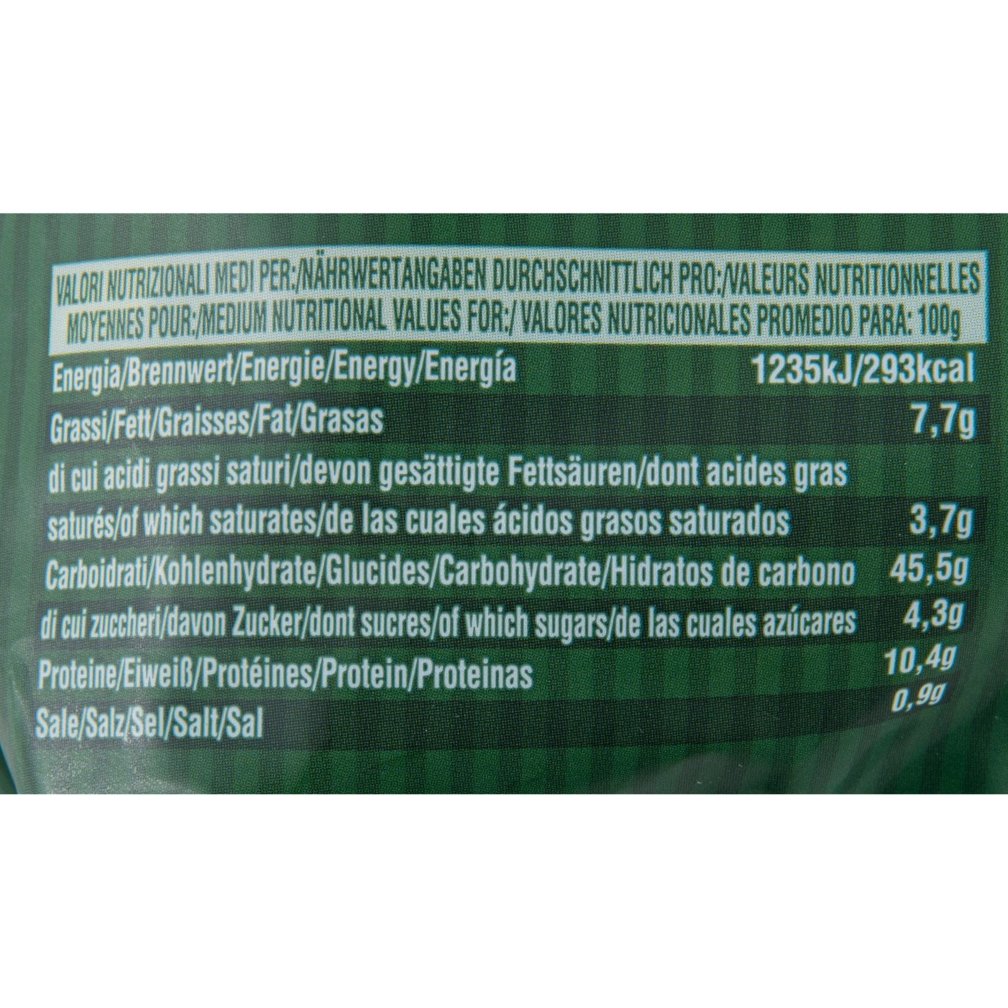 VALORI NUTRIZIONALI MEDI PER:/NÄHRWERTANGABEN DURCHSCHNITTLICH PRO:/VALEURS NUTRITIONNELLES
MOYENNES POUR:/MEDIUM NUTRITIONAL VALUES FOR:/VALORES NUTRICIONALES PROMEDIO PARA: 100g
Energia/Brennwert/Energie/Energy/Energía 1235kJ/293kcal
Grassi/Fett/Graisses/Fat/Grasas 7,7g
di cui acidi grassi saturi/devon gesättigte Fettsäuren/dont acides gras
saturés/of which saturates/de las cuales ácidos grasos saturados 3,7g
Carboidrati/Kohlenhydrate/Glucides/Carbohydrate/Hidratos de carbono 45,5g
di cui zuccheri/davon Zucker/dont sucres/of which sugars/de las cuales azúcares 4,3g
Proteine/Eiweiß/Protéines/Protein/Proteinas 10,4g
Sale/Salz/Sel/Salt/Sal 0,9g